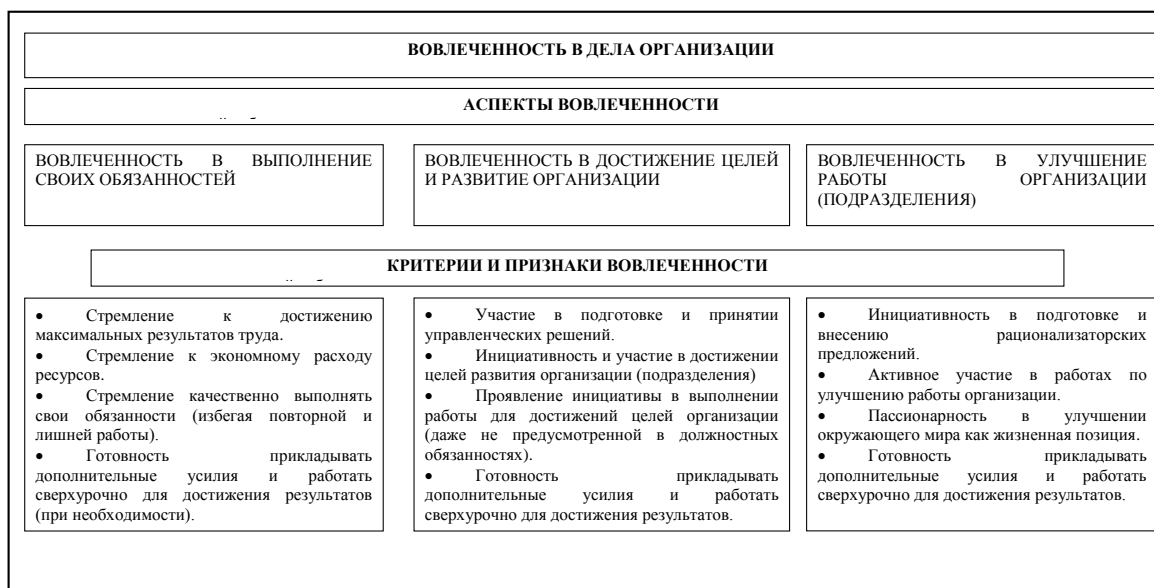 ВОВЛЕЧЕННОСТЬ В ДЕЛА ОРГАНИЗАЦИИ
АСПЕКТЫ ВОВЛЕЧЕННОСТИ
ВОВЛЕЧЕННОСТЬ В ВЫПОЛНЕНИЕ
СВОИХ ОБЯЗАННОСТЕЙ
ВОВЛЕЧЕННОСТЬ В ДОСТИЖЕНИЕ ЦЕЛЕЙ
И РАЗВИТИЕ ОРГАНИЗАЦИИ
ВОВЛЕЧЕННОСТЬ В УЛУЧШЕНИЕ
РАБОТЫ ОРГАНИЗАЦИИ
(ПОДРАЗДЕЛЕНИЯ)
КРИТЕРИИ И ПРИЗНАКИ ВОВЛЕЧЕННОСТИ
• Стремление к достижению
максимальных результатов труда.
• Стремление к экономному расходу
ресурсов.
• Стремление качественно выполнять
свои обязанности (избегая повторной и
лишней работы).
• Готовность прикладывать
дополнительные усилия и работать
сверхурочно для достижения результатов
(при необходимости).
• Участие в подготовке и принятии
управленческих решений.
• Инициативность и участие в достижении
целей развития организации (подразделения)
• Проявление инициативы в выполнении
работы для достижений целей организации
(даже не предусмотренной в должностных
обязанностях).
• Готовность прикладывать
дополнительные усилия и работать
сверхурочно для достижения результатов.
• Инициативность в подготовке и
внесению рационализаторских
предложений.
• Активное участие в работах по
улучшению работы организации.
• Пассионарность в улучшении
окружающего мира как жизненная позиция.
• Готовность прикладывать
дополнительные усилия и работать
сверхурочно для достижения результатов.